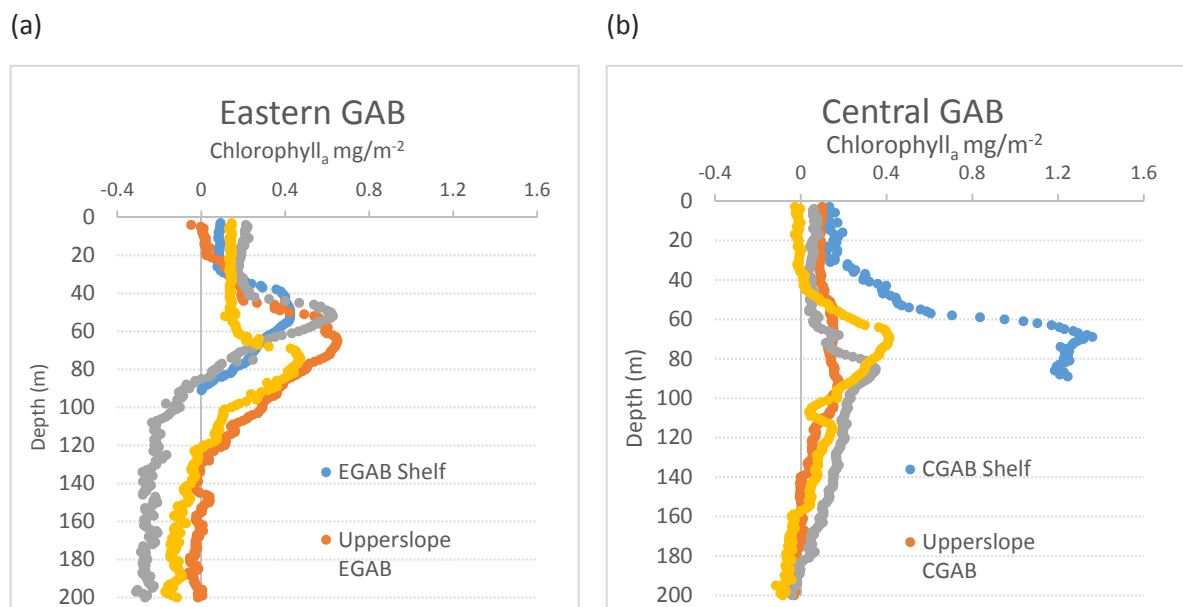 (a)
Eastern GAB
Chlorophyllₐ mg/m⁻²
-0.4 0 0.4 0.8 1.2 1.6
0
20
40
60
80
100
120
140
160
180
200
Depth (m)
EGAB Shelf
Upperslope
EGAB
(b)
Central GAB
Chlorophyllₐ mg/m⁻²
-0.4 0 0.4 0.8 1.2 1.6
0
20
40
60
80
100
120
140
160
180
200
Depth (m)
CGAB Shelf
Upperslope
CGAB